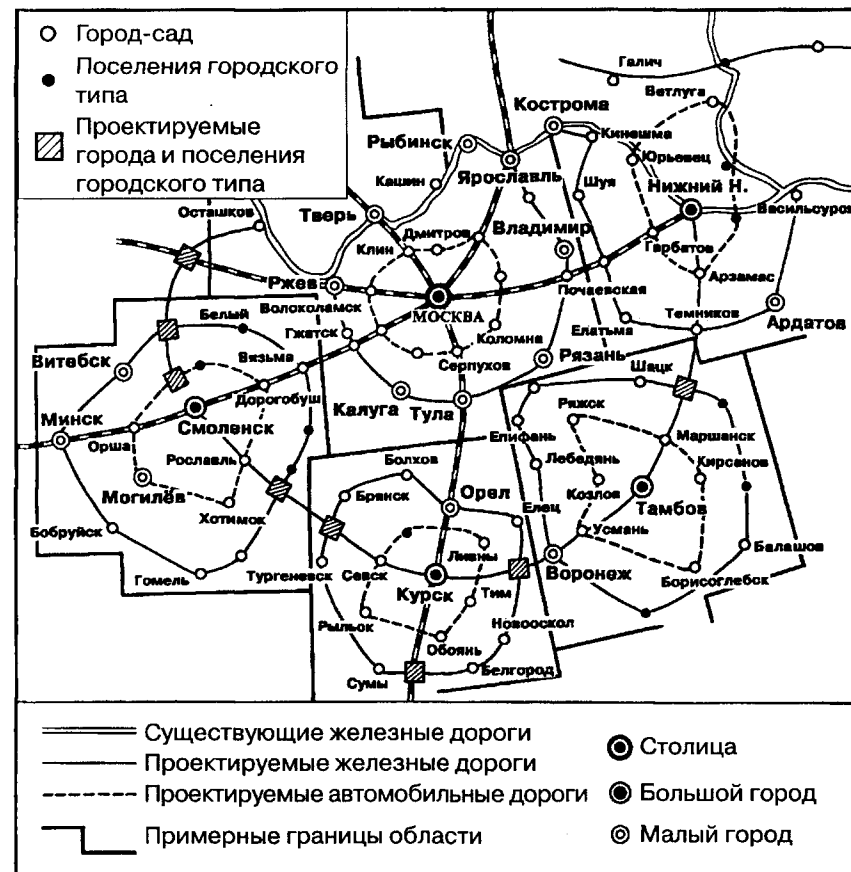 Город-сад
Поселения городского
типа
Проектируемые
города и поселения
городского типа
Галич
Ветлуга
Кострома
Кинешма
Рыбинск
Юрьевец
Ярославль
Кашин
Шуя
Нижний Н.
Осташков
Васильсурск
Тверь
Дмитров
Владимир
Клин
Гарбатов
Ржев
Арзамас
Почаевская
Волоколамск
МОСКВА
Белый
Гжетск
Коломна
Елатьма
Темников
Ардатов
Витебск
Вязьма
Серпухов
Рязань
Шацк
Минск
Дорогобуш
Калуга
Тула
Ряжск
Смоленск
Орша
Епифань
Маршанск
Рославль
Болхов
Лебедянь
Кирсанов
Могилёв
Брянск
Орел
Козлов
Елец
Тамбов
Хотимок
Усмань
Бобруйск
Ливны
Балашов
Гомель
Тургеневск
Севск
Воронеж
Борисоглебск
Курск
Тим
Рыльск
Новооскол
Обоянь
Сумы
Белгород
Существующие железные дороги
Проектируемые железные дороги
Проектируемые автомобильные дороги
Примерные границы области
Столица
Большой город
Малый город